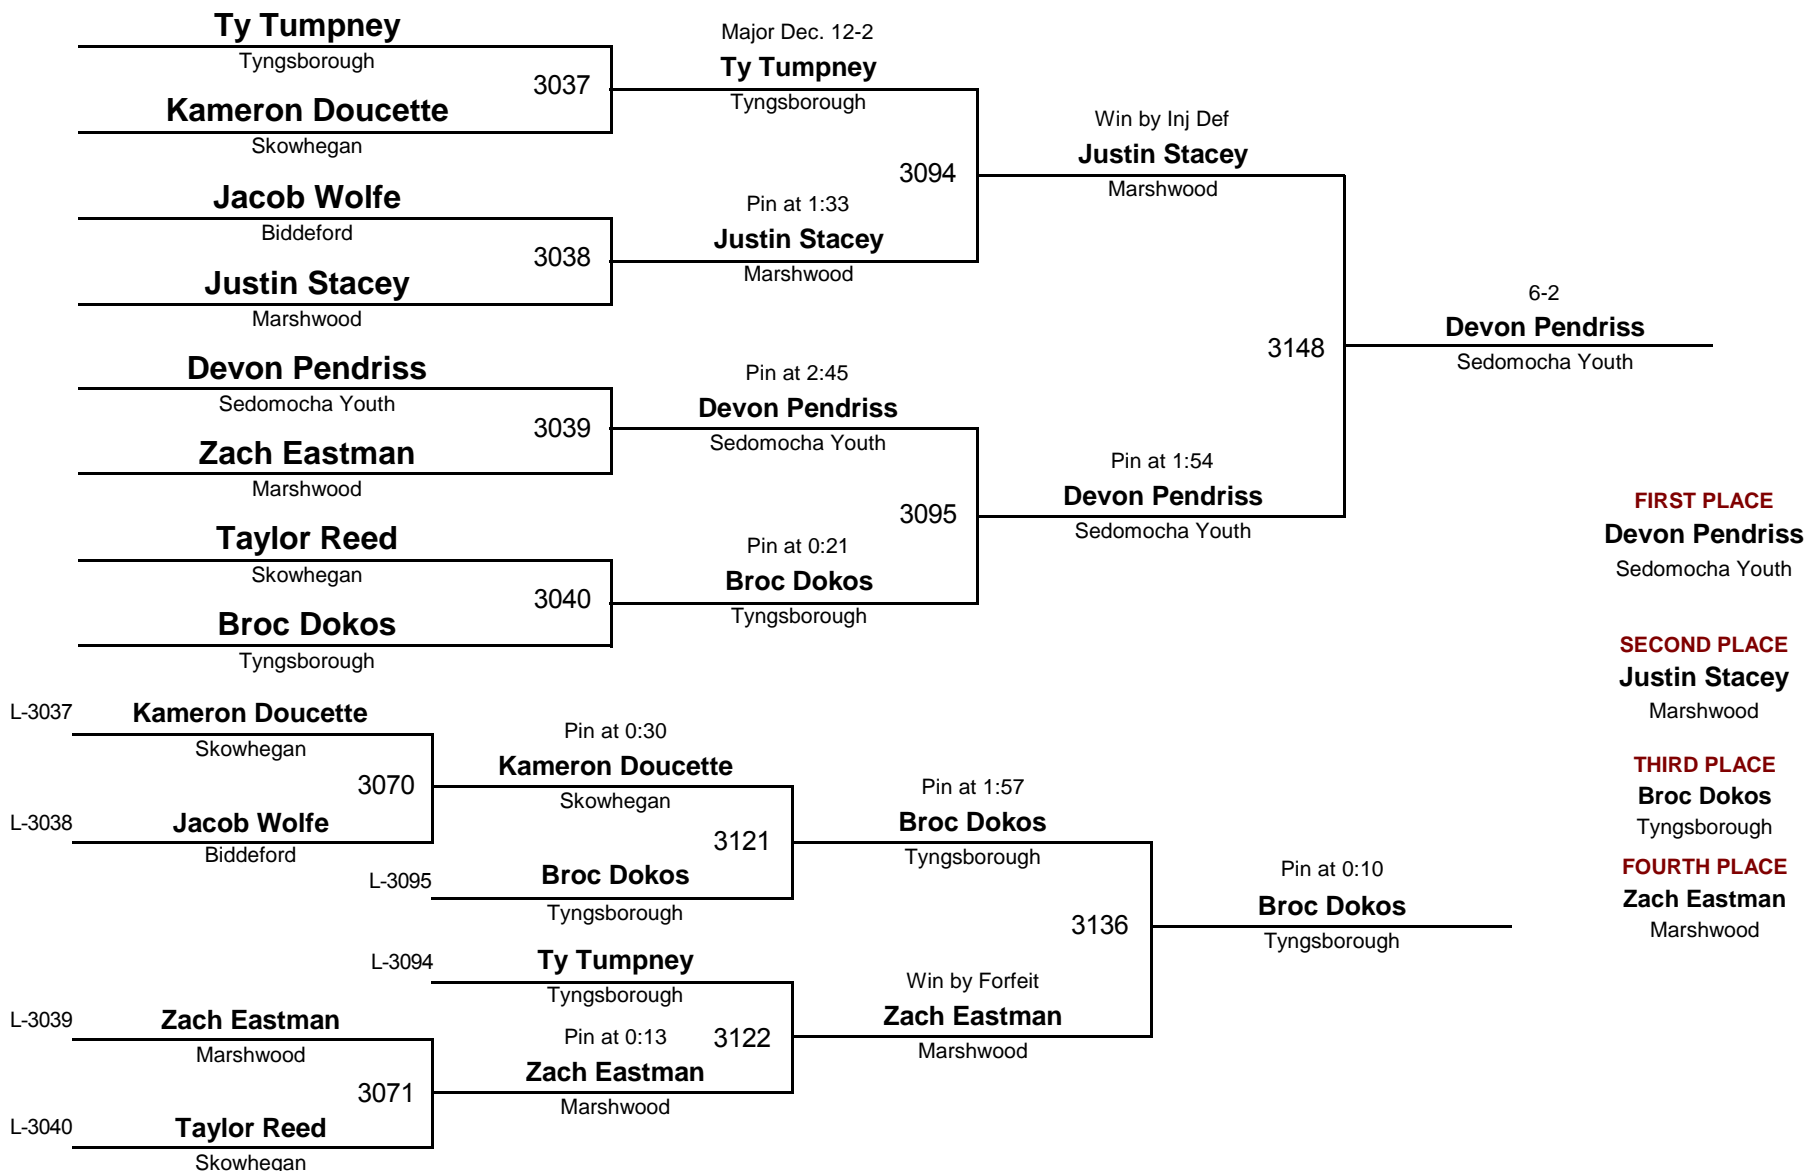 Ty Tumpney
Tyngsborough
3037
Kameron Doucette
Skowhegan
Jacob Wolfe
Biddeford
3038
Justin Stacey
Marshwood
Devon Pendriss
Sedomocha Youth
3039
Zach Eastman
Marshwood
Taylor Reed
Skowhegan
3040
Broc Dokos
Tyngsborough
Major Dec. 12-2
Ty Tumpney
Tyngsborough
3094
Pin at 1:33
Justin Stacey
Marshwood
Pin at 2:45
Devon Pendriss
Sedomocha Youth
3095
Pin at 0:21
Broc Dokos
Tyngsborough
Win by Inj Def
Justin Stacey
Marshwood
3148
Pin at 1:54
Devon Pendriss
Sedomocha Youth
6-2
Devon Pendriss
Sedomocha Youth
FIRST PLACE
Devon Pendriss
Sedomocha Youth
SECOND PLACE
Justin Stacey
Marshwood
THIRD PLACE
Broc Dokos
Tyngsborough
FOURTH PLACE
Zach Eastman
Marshwood
L-3037
Kameron Doucette
Skowhegan
3070
L-3038
Jacob Wolfe
Biddeford
Pin at 0:30
Kameron Doucette
Skowhegan
3121
L-3095
Broc Dokos
Tyngsborough
L-3094
Ty Tumpney
Tyngsborough
3122
L-3039
Zach Eastman
Marshwood
3071
L-3040
Taylor Reed
Skowhegan
Pin at 0:13
Zach Eastman
Marshwood
Pin at 1:57
Broc Dokos
Tyngsborough
3136
Win by Forfeit
Zach Eastman
Marshwood
Pin at 0:10
Broc Dokos
Tyngsborough